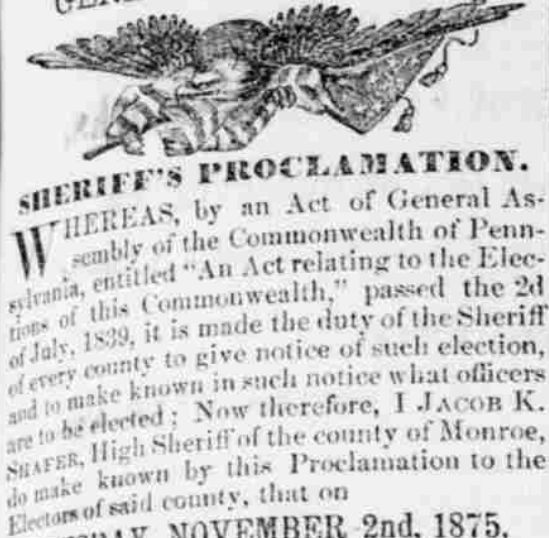 SHERIFF'S PROCLAMATION.
WHEREAS, by an Act of General As-
sembly of the Commonwealth of Penn-
sylvania, entitled "An Act relating to the Elec-
tions of this Commonwealth," passed the 2d
of July, 1839, it is made the duty of the Sheriff
of every county to give notice of such election,
and to make known in such notice what officers
are to be elected; Now therefore, I JACOB K.
SHAFER, High Sheriff of the county of Monroe,
do make known by this Proclamation to the
Electors of said county, that on
NOVEMBER 2nd, 1875,